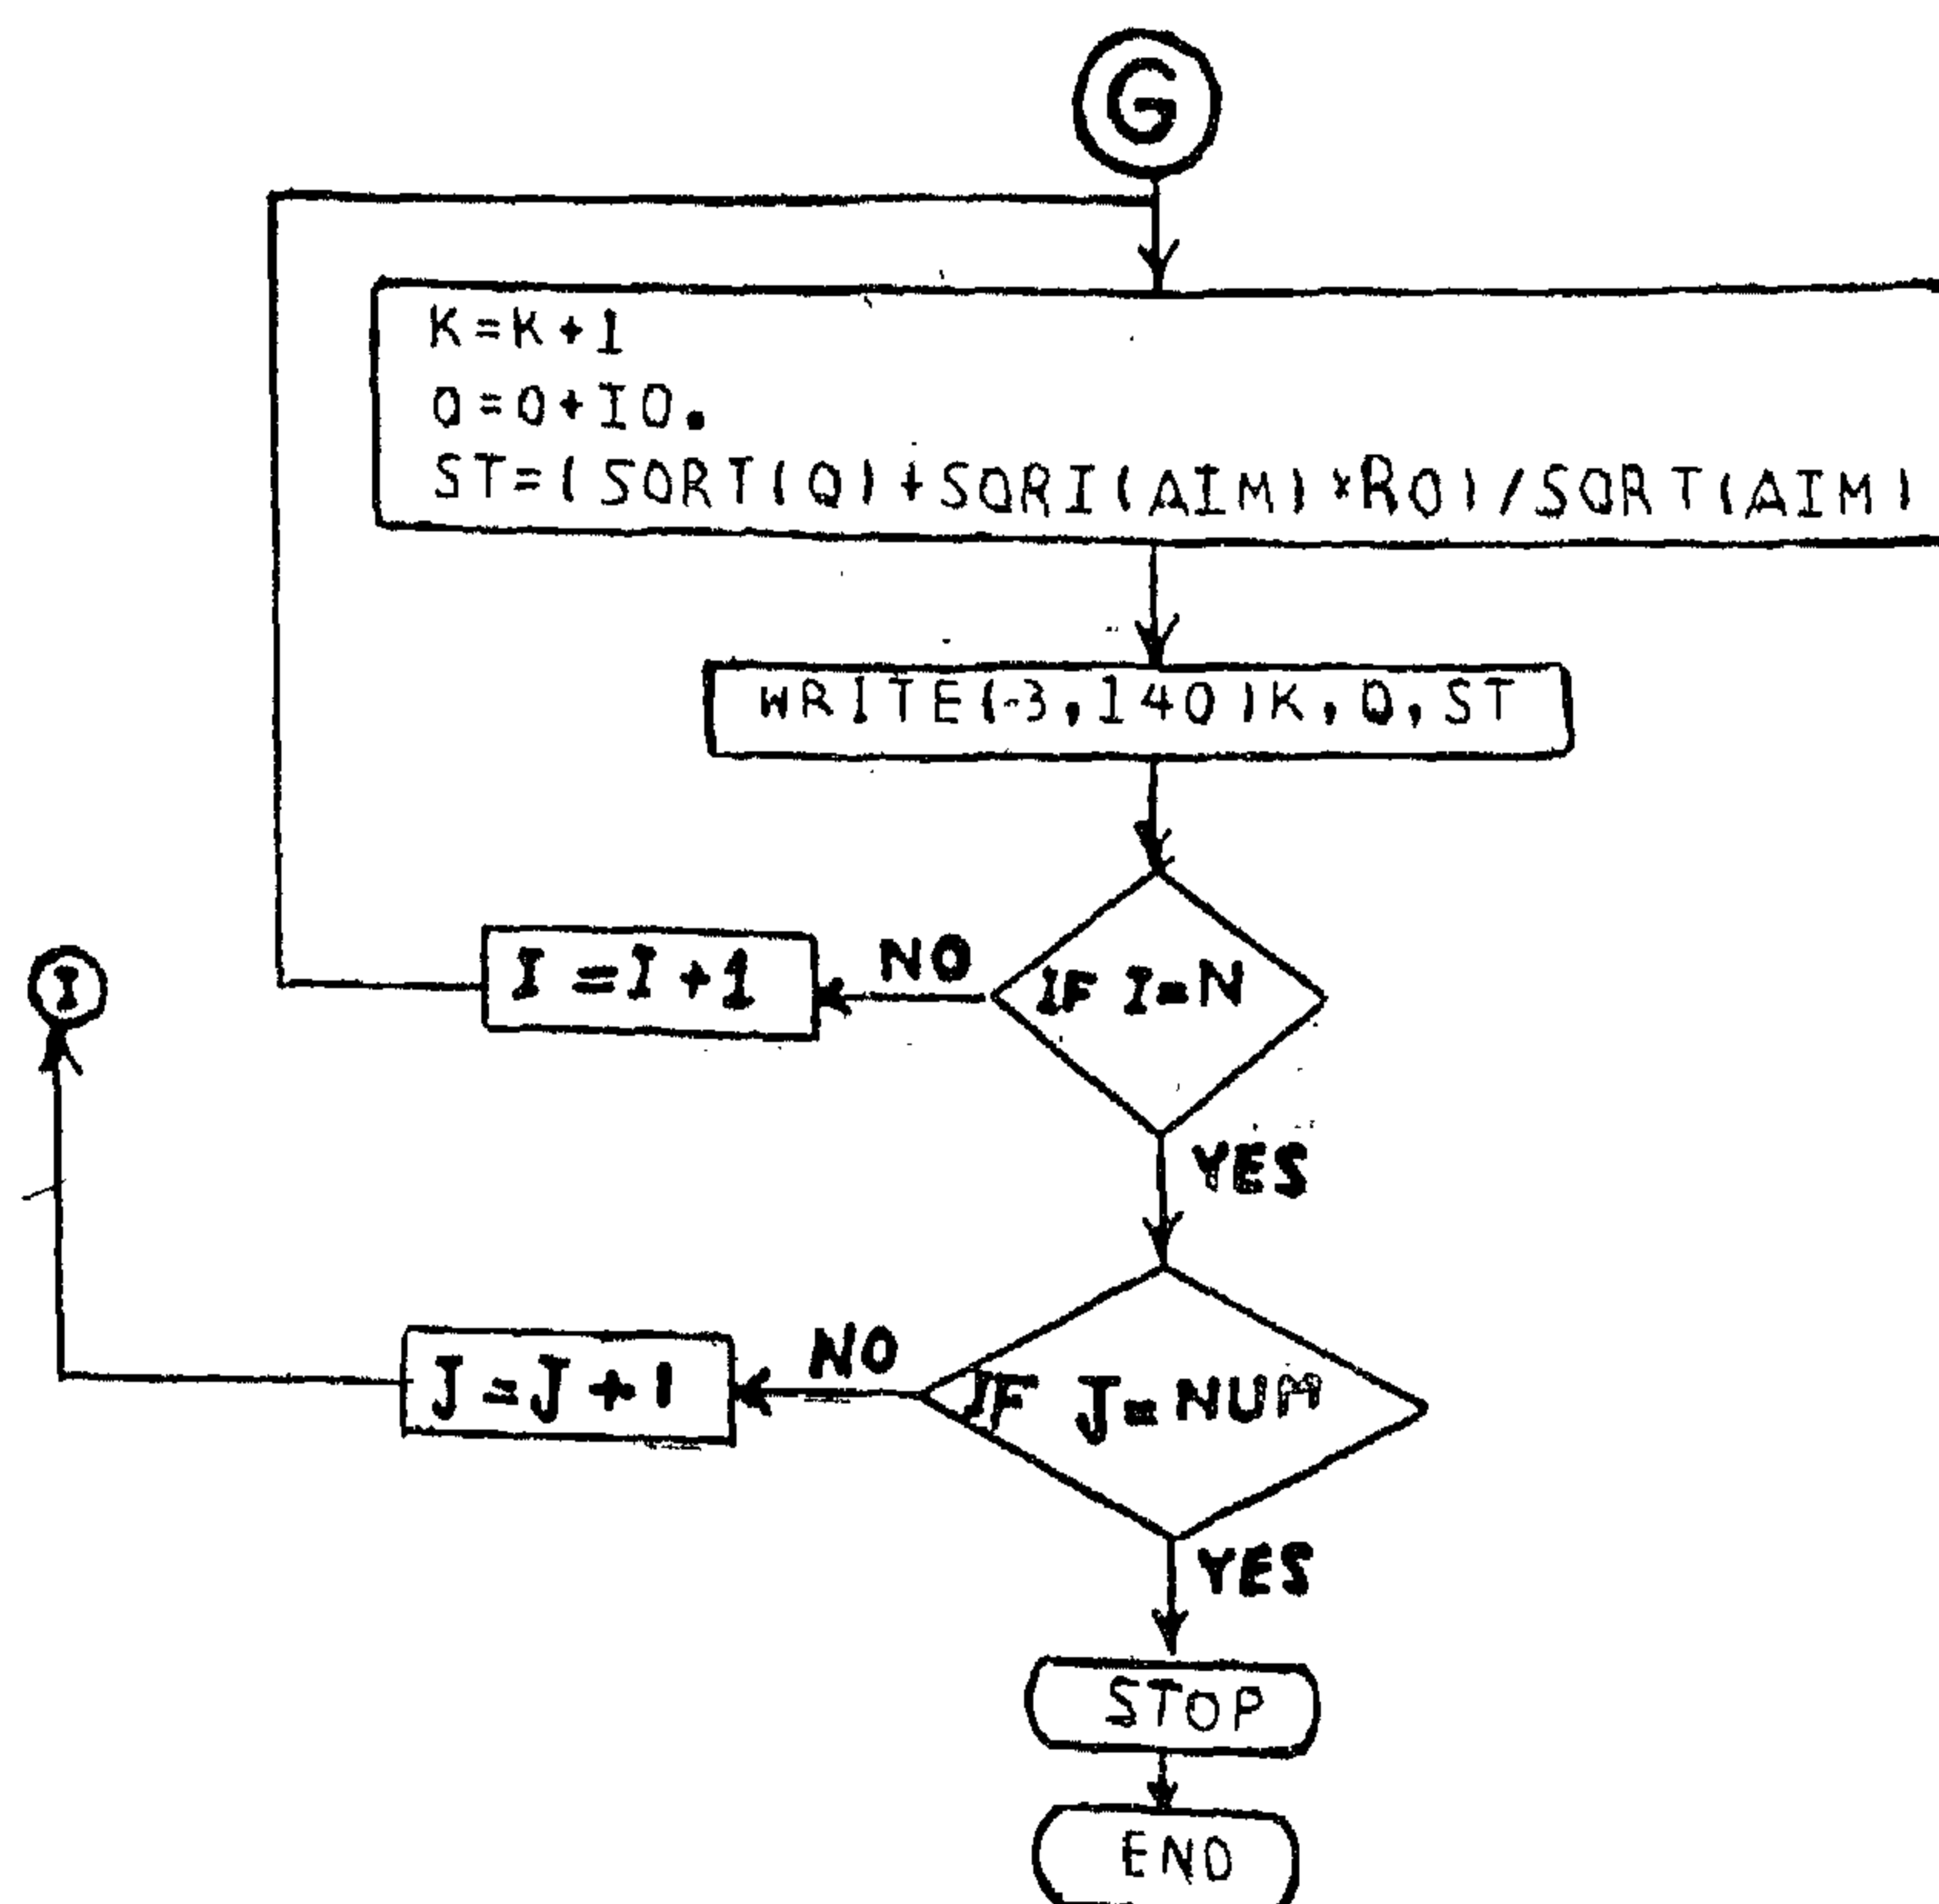 G
K=K+1
Q=Q+10.
ST=(SQRT(Q)+SQRI(AIM)*RO)/SQRT(AIM)
WRITE(3,140)K,Q,ST
I
I=I+1
NO
IF I=N
YES
J=J+1
NO
IF J=NUM
YES
STOP
END